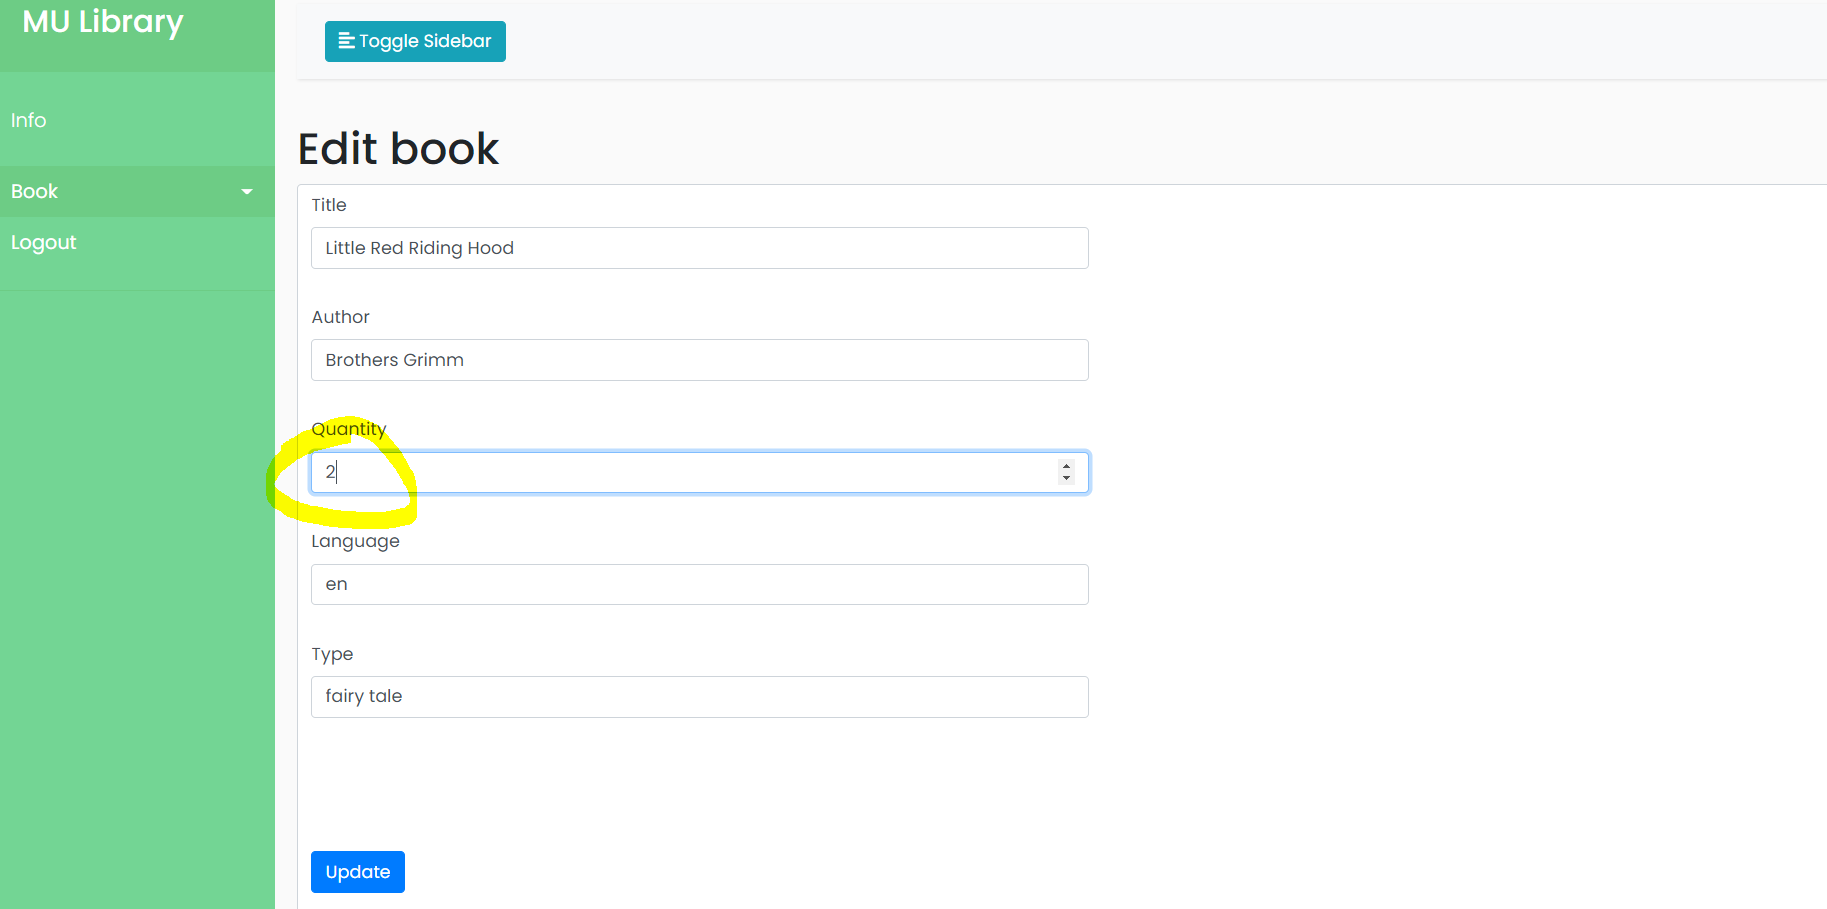 MU Library
Toggle Sidebar
Info
Book
Logout
Edit book
Title
Little Red Riding Hood
Author
Brothers Grimm
Quantity
2
Language
en
Type
fairy tale
Update